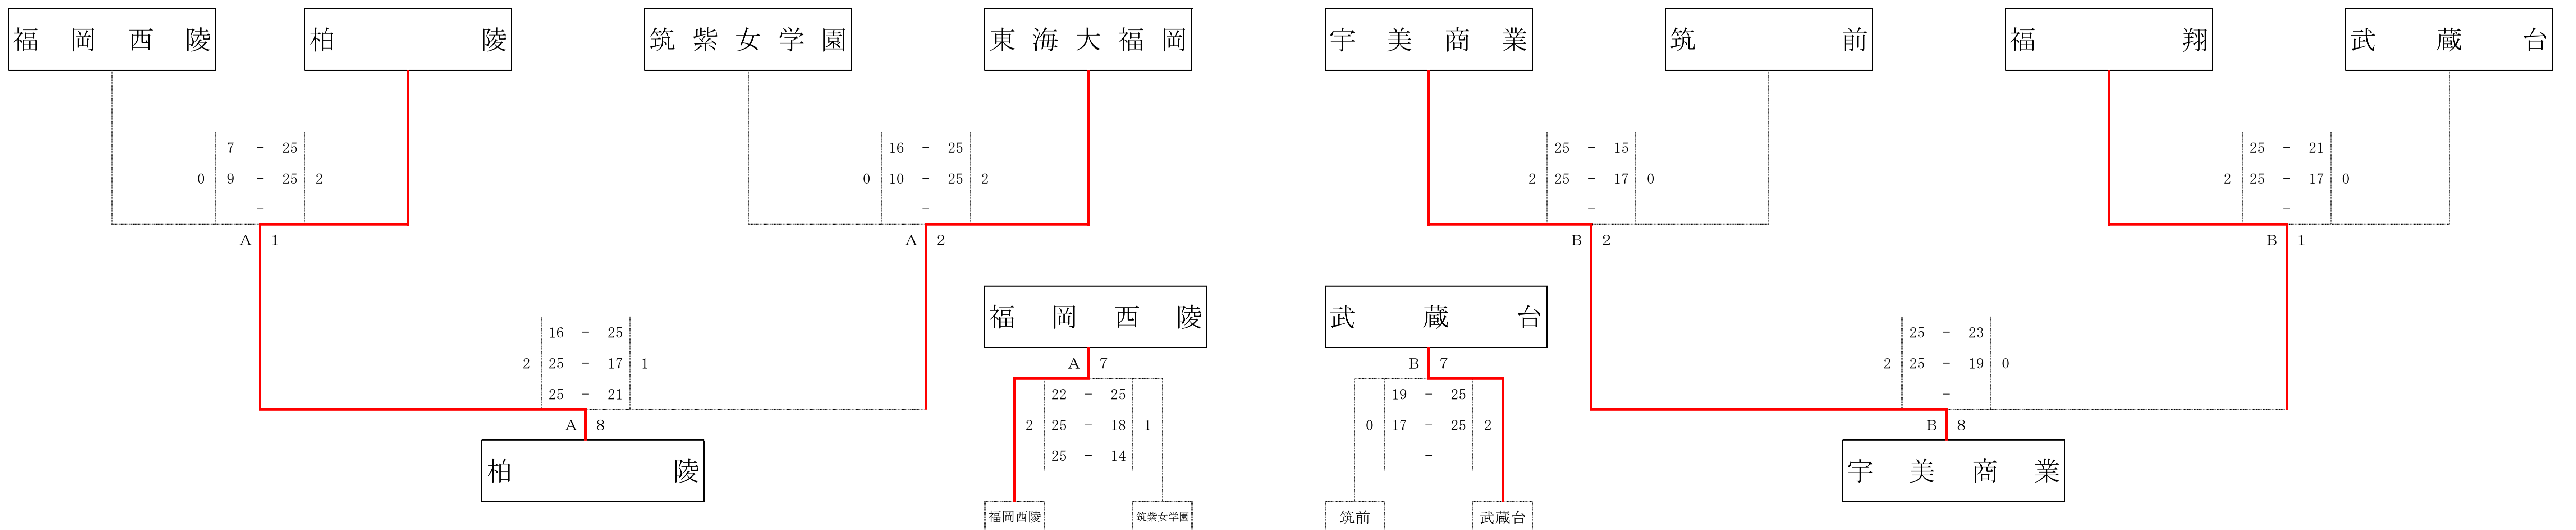 福岡西陵 柏陵 筑紫女学園 東海大福岡 宇美商業 筑前 福翔 武蔵台
7 - 25 16 - 25 25 - 15 25 - 21
0 9 - 25 2 0 10 - 25 2 2 25 - 17 0 2 25 - 17 0
- - - -
A 1 A 2 B 2 B 1
福岡西陵 武蔵台
16 - 25 25 - 23
2 25 - 17 1 A 7 B 7 2 25 - 19 0
25 - 21 22 - 25 19 - 25 -
A 8 2 25 - 18 1 0 17 - 25 2 B 8
25 - 14 -
柏陵 宇美商業
福岡西陵 筑紫女学園 筑前 武蔵台